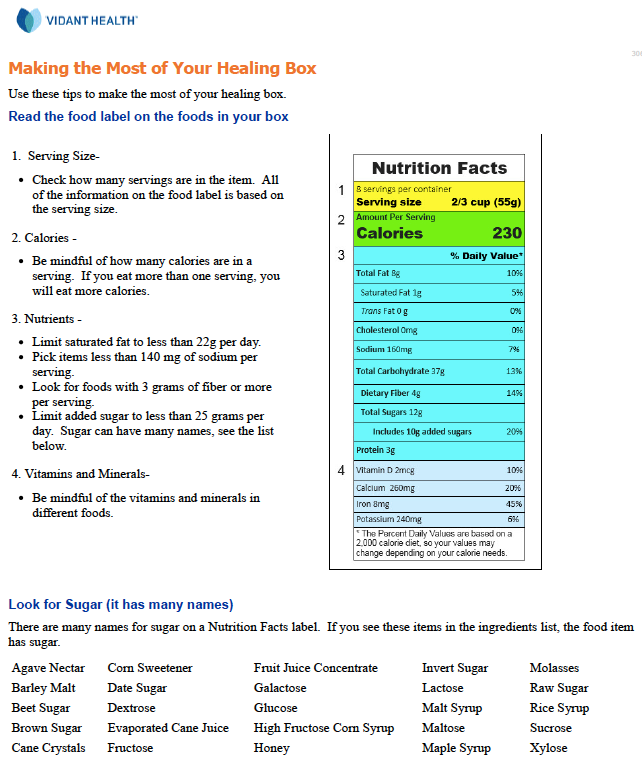 VIDANT HEALTH
Making the Most of Your Healing Box
Use these tips to make the most of your healing box.
Read the food label on the foods in your box
1. Serving Size-
• Check how many servings are in the item. All
of the information on the food label is based on
the serving size.
2. Calories -
• Be mindful of how many calories are in a
serving. If you eat more than one serving, you
will eat more calories.
3. Nutrients -
• Limit saturated fat to less than 22g per day.
• Pick items less than 140 mg of sodium per
serving.
• Look for foods with 3 grams of fiber or more
per serving.
• Limit added sugar to less than 25 grams per
day. Sugar can have many names, see the list
below.
4. Vitamins and Minerals-
• Be mindful of the vitamins and minerals in
different foods.
Nutrition Facts
1 8 servings per container
Serving size 2/3 cup (55g)
2 Amount Per Serving
Calories 230
3 % Daily Value*
Total Fat 8g 10%
Saturated Fat 1g 5%
Trans Fat 0 g 0%
Cholesterol 0mg 0%
Sodium 160mg 7%
Total Carbohydrate 37g 13%
Dietary Fiber 4g 14%
Total Sugars 12g
Includes 10g added sugars 20%
Protein 3g
4 Vitamin D 2mcg 10%
Calcium 260mg 20%
Iron 8mg 45%
Potassium 240mg 6%
* The Percent Daily Values are based on a
2,000 calorie diet, so your values may
change depending on your calorie needs.
Look for Sugar (it has many names)
There are many names for sugar on a Nutrition Facts label. If you see these items in the ingredients list, the food item
has sugar.
Agave Nectar Corn Sweetener Fruit Juice Concentrate Invert Sugar Molasses
Barley Malt Date Sugar Galactose Lactose Raw Sugar
Beet Sugar Dextrose Glucose Malt Syrup Rice Syrup
Brown Sugar Evaporated Cane Juice High Fructose Corn Syrup Maltose Sucrose
Cane Crystals Fructose Honey Maple Syrup Xylose